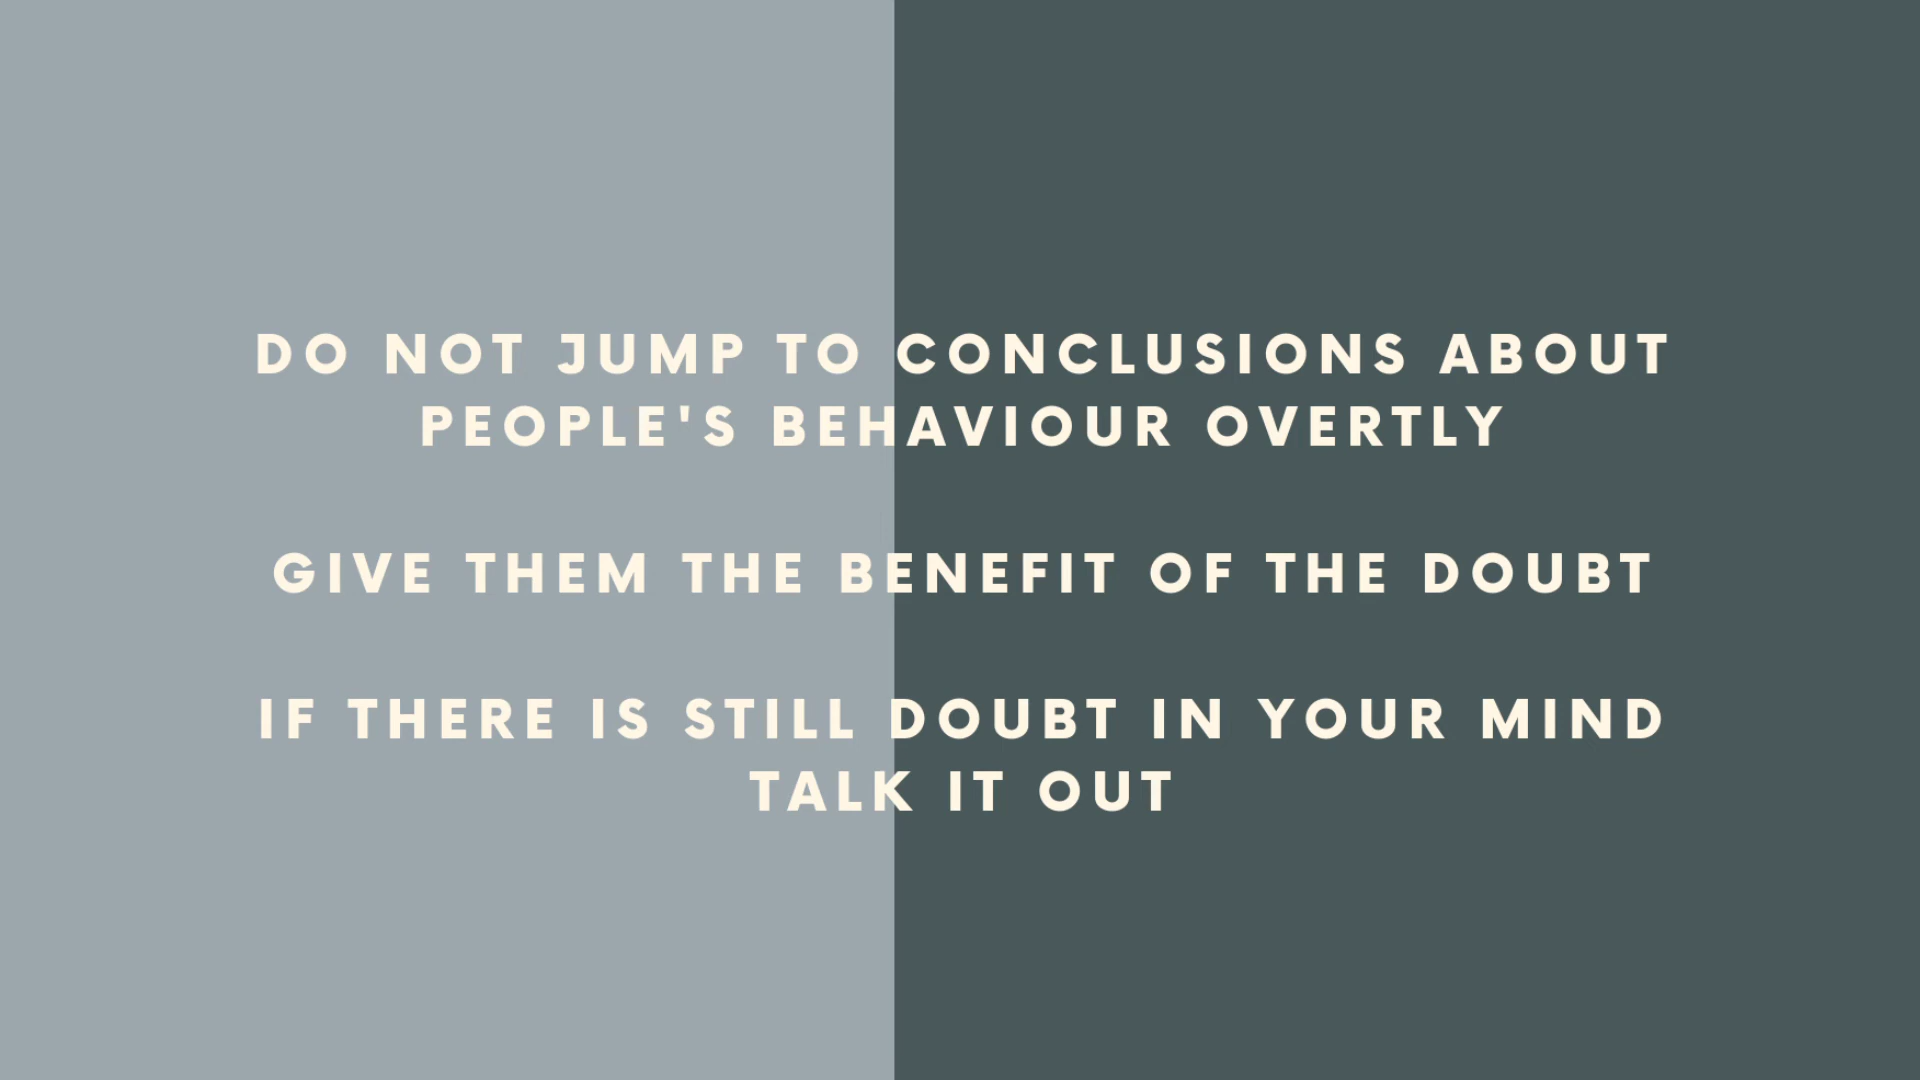 DO NOT JUMP TO CONCLUSIONS ABOUT
PEOPLE'S BEHAVIOUR OVERTLY
GIVE THEM THE BENEFIT OF THE DOUBT
IF THERE IS STILL DOUBT IN YOUR MIND
TALK IT OUT